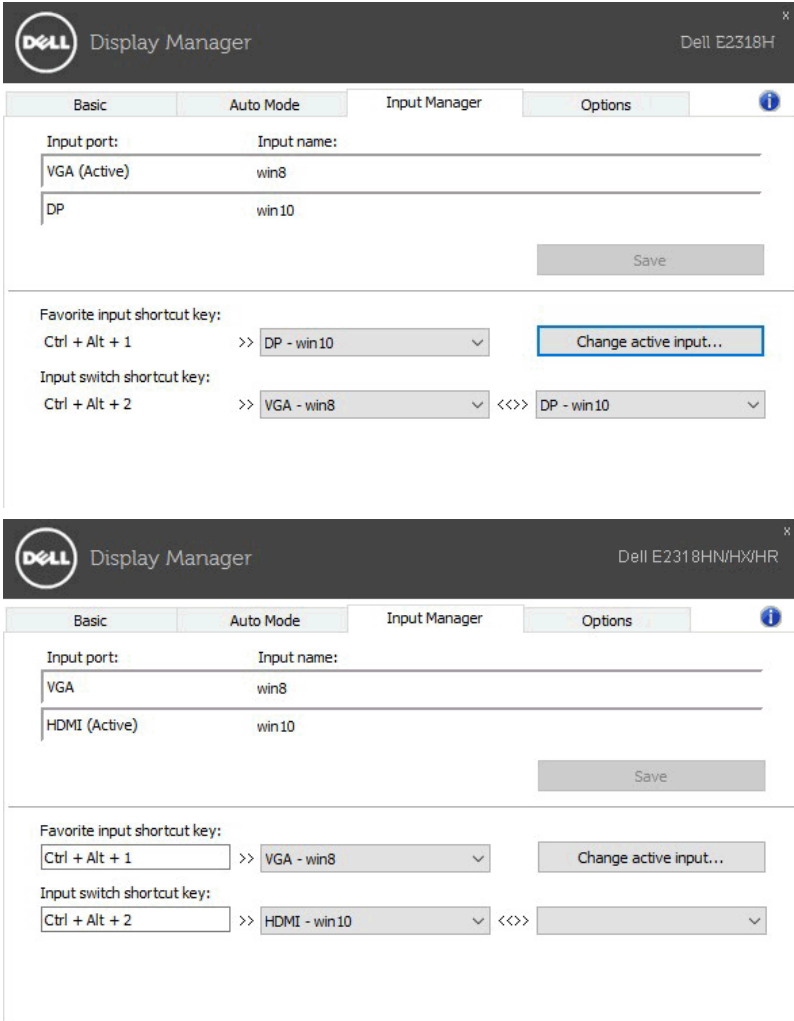 x
DELL Display Manager Dell E2318H
Basic Auto Mode Input Manager Options i
Input port: Input name:
VGA (Active) win8
DP win10
Save
Favorite input shortcut key:
Ctrl + Alt + 1 >> DP - win10 Change active input...
Input switch shortcut key:
Ctrl + Alt + 2 >> VGA - win8 <<>> DP - win10
x
DELL Display Manager Dell E2318HN/HX/HR
Basic Auto Mode Input Manager Options i
Input port: Input name:
VGA win8
HDMI (Active) win10
Save
Favorite input shortcut key:
Ctrl + Alt + 1 >> VGA - win8 Change active input...
Input switch shortcut key:
Ctrl + Alt + 2 >> HDMI - win10 <<>>